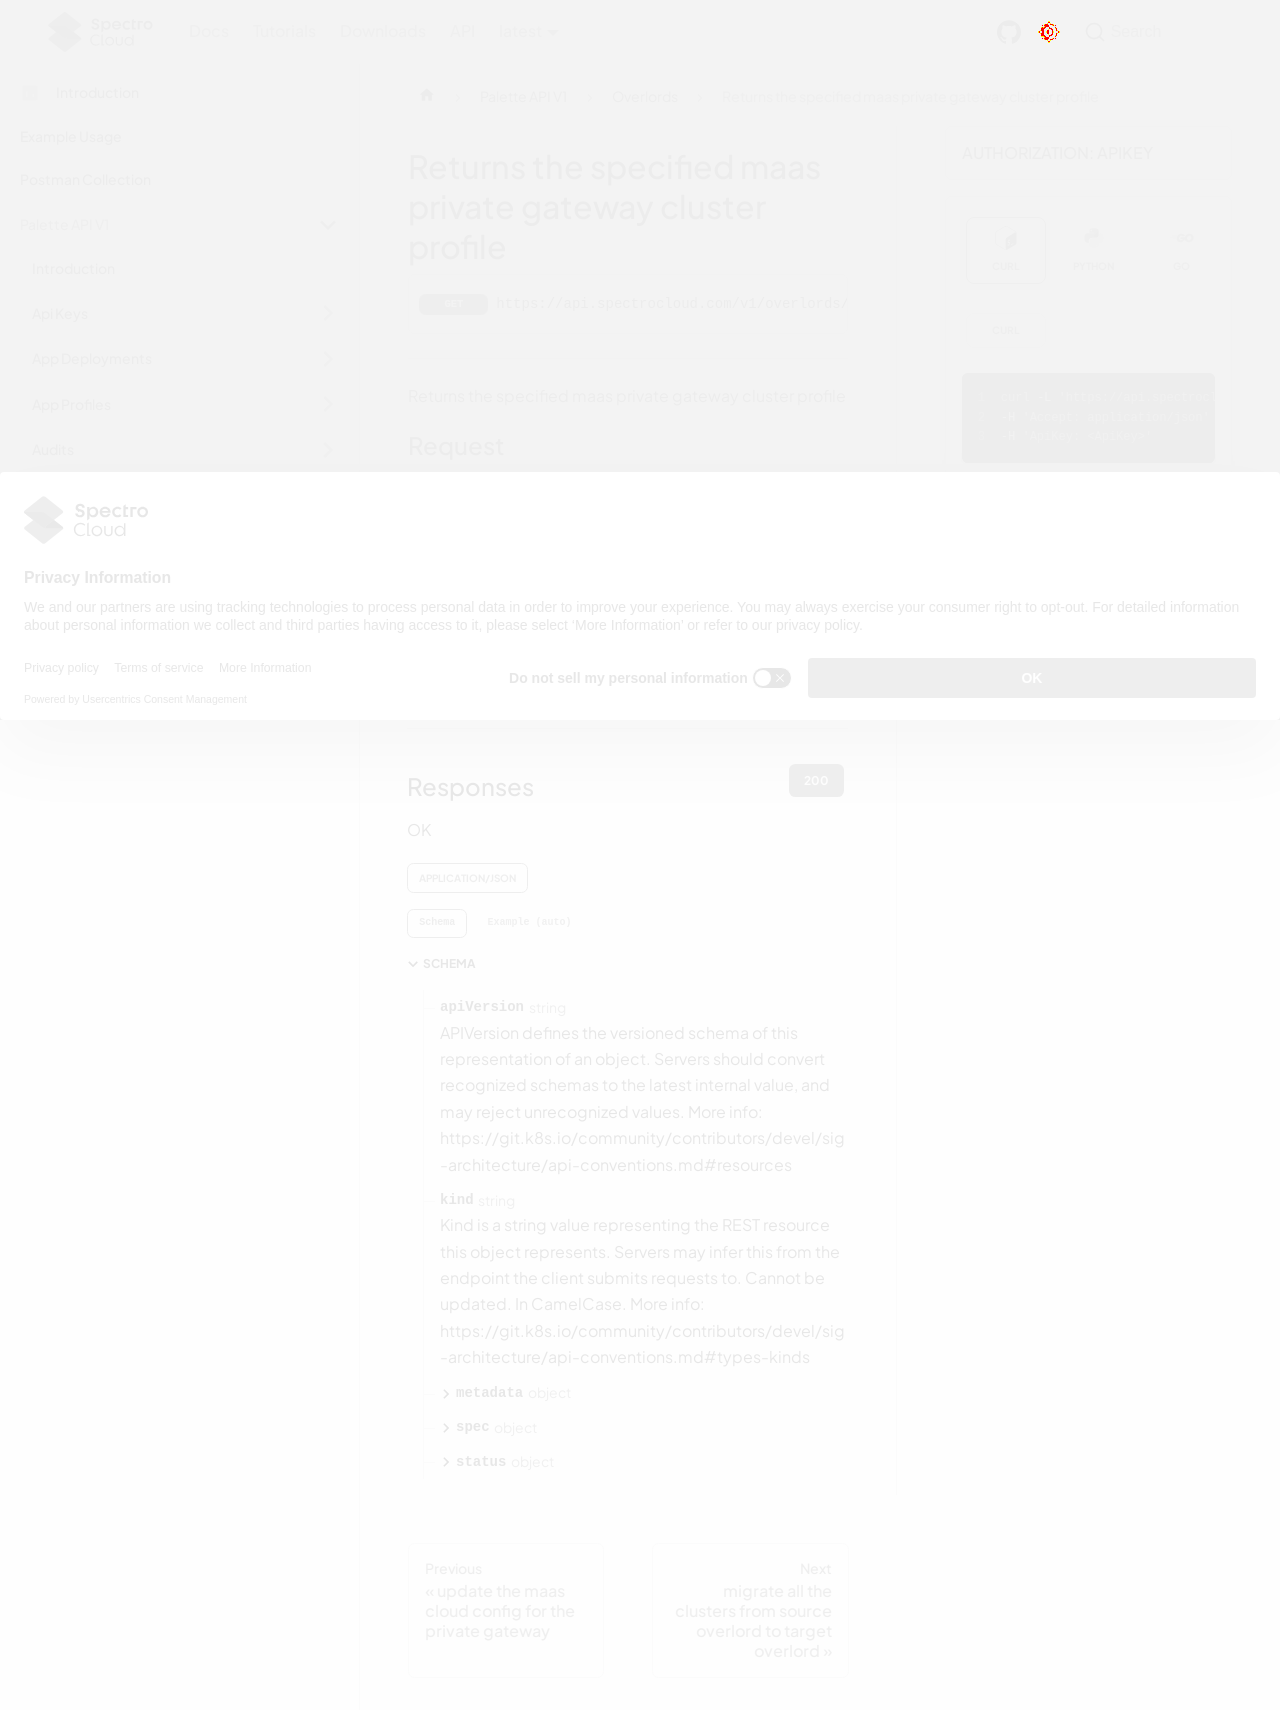 Spectro Cloud
Docs
Tutorials
Downloads
API
latest
Search
Introduction
Example Usage
Postman Collection
Palette API V1
Introduction
Api Keys
App Deployments
App Profiles
Audits
Palette API V1
Overlords
Returns the specified maas private gateway cluster profile
Returns the specified maas
private gateway cluster
profile
GET
https://api.spectrocloud.com/v1/overlords/
Returns the specified maas private gateway cluster profile
Request
AUTHORIZATION: APIKEY
CURL
PYTHON
GO
GO
CURL
Spectro
Cloud
Privacy Information
We and our partners are using tracking technologies to process personal data in order to improve your experience. You may always exercise your consumer right to opt-out. For detailed information
about personal information we collect and third parties having access to it, please select ‘More Information’ or refer to our privacy policy.
Privacy policy
Terms of service
More Information
Powered by Usercentrics Consent Management
Do not sell my personal information
OK
Responses
200
OK
APPLICATION/JSON
Schema
Example (auto)
SCHEMA
apiVersion string
APIVersion defines the versioned schema of this
representation of an object. Servers should convert
recognized schemas to the latest internal value, and
may reject unrecognized values. More info:
https://git.k8s.io/community/contributors/devel/sig
-architecture/api-conventions.md#resources
kind string
Kind is a string value representing the REST resource
this object represents. Servers may infer this from the
endpoint the client submits requests to. Cannot be
updated. In CamelCase. More info:
https://git.k8s.io/community/contributors/devel/sig
-architecture/api-conventions.md#types-kinds
metadata object
spec object
status object
Previous
« update the maas
cloud config for the
private gateway
Next
migrate all the
clusters from source
overlord to target
overlord »